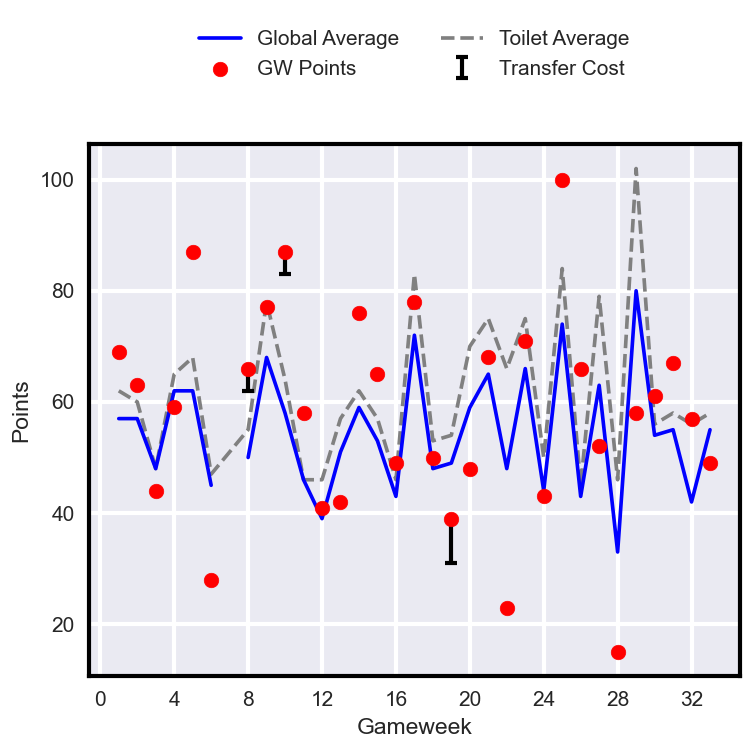 Global Average
Toilet Average
GW Points
Transfer Cost
100
80
60
40
20
Points
0 4 8 12 16 20 24 28 32
Gameweek